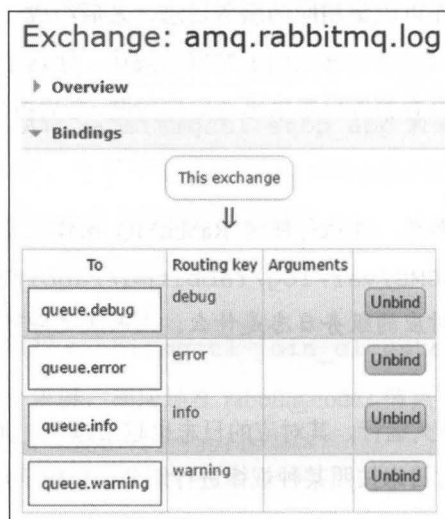 Exchange: amq.rabbitmq.log
Overview
Bindings
This exchange
To Routing key Arguments
queue.debug debug Unbind
queue.error error Unbind
queue.info info Unbind
queue.warning warning Unbind